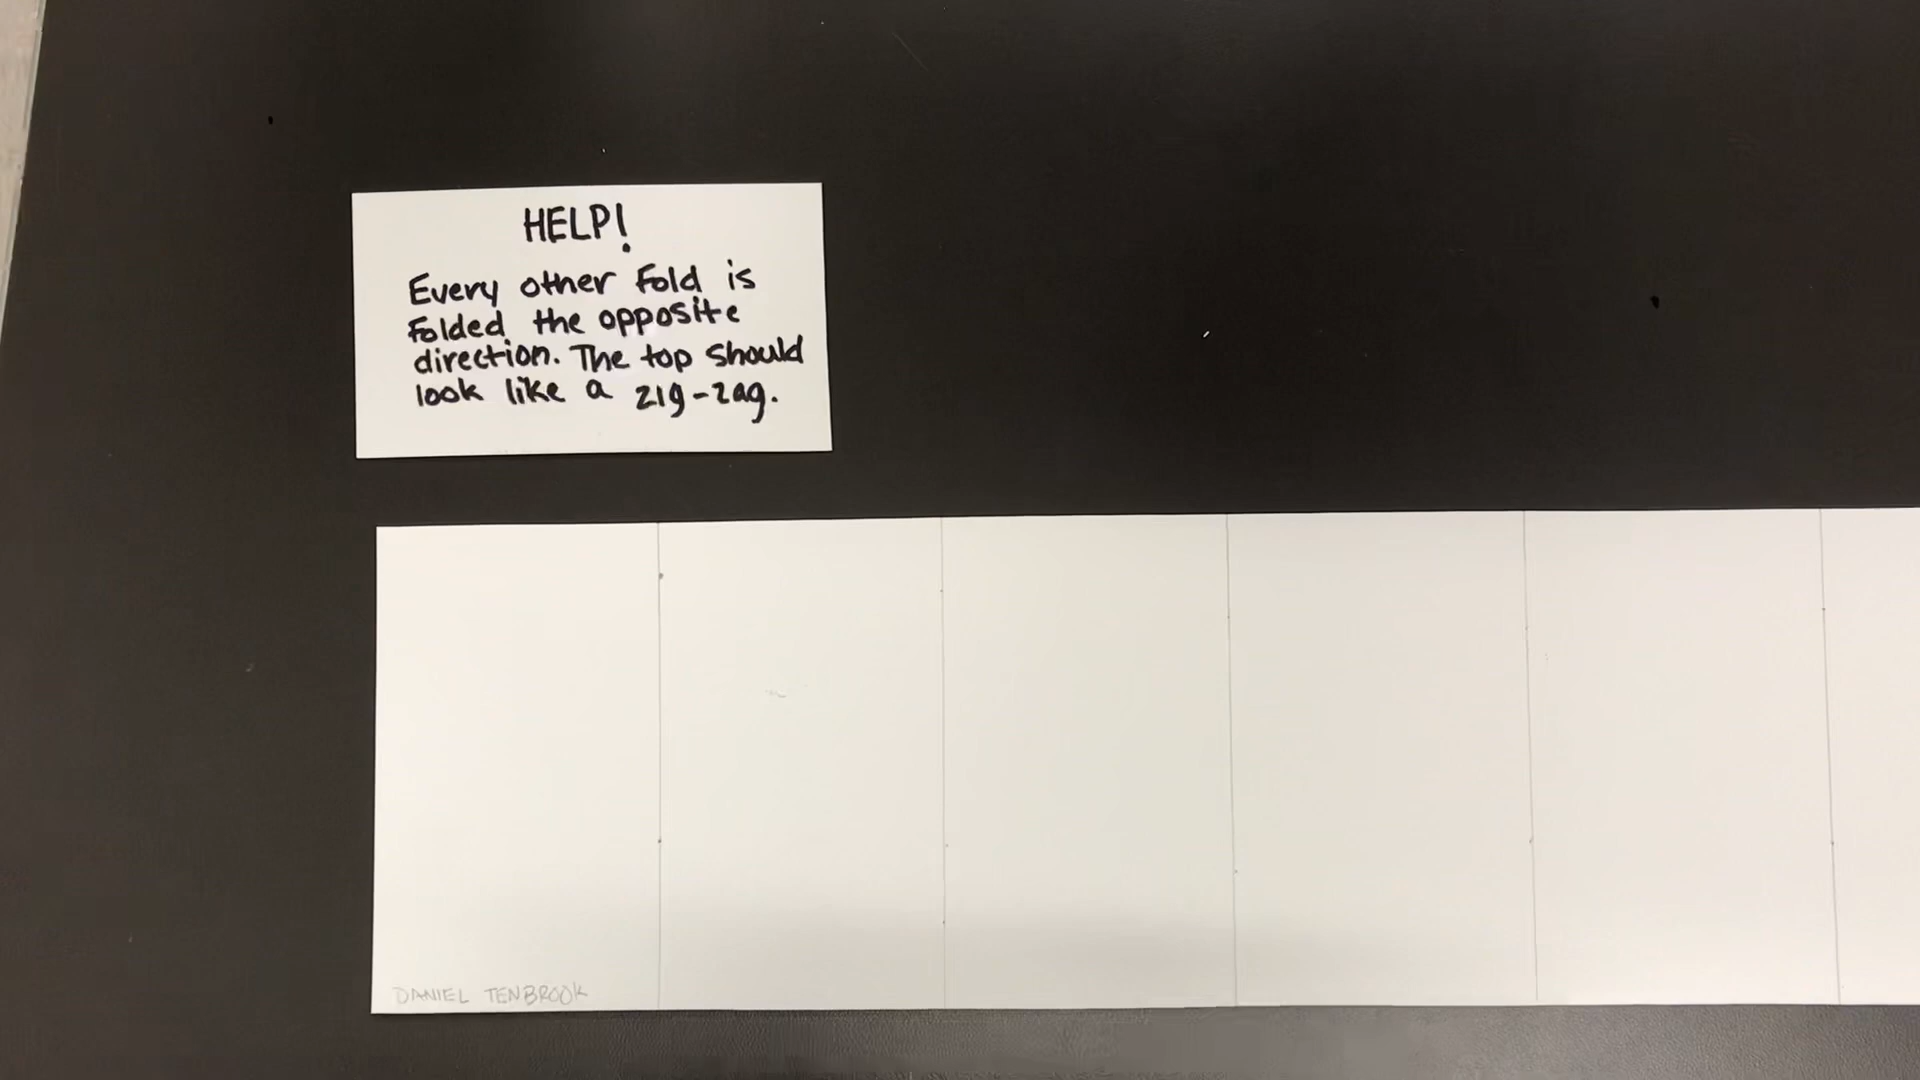 HELP!
Every other Fold is
Folded the opposite
direction. The top should
look like a zig-zag.
DANIEL TENBROOK